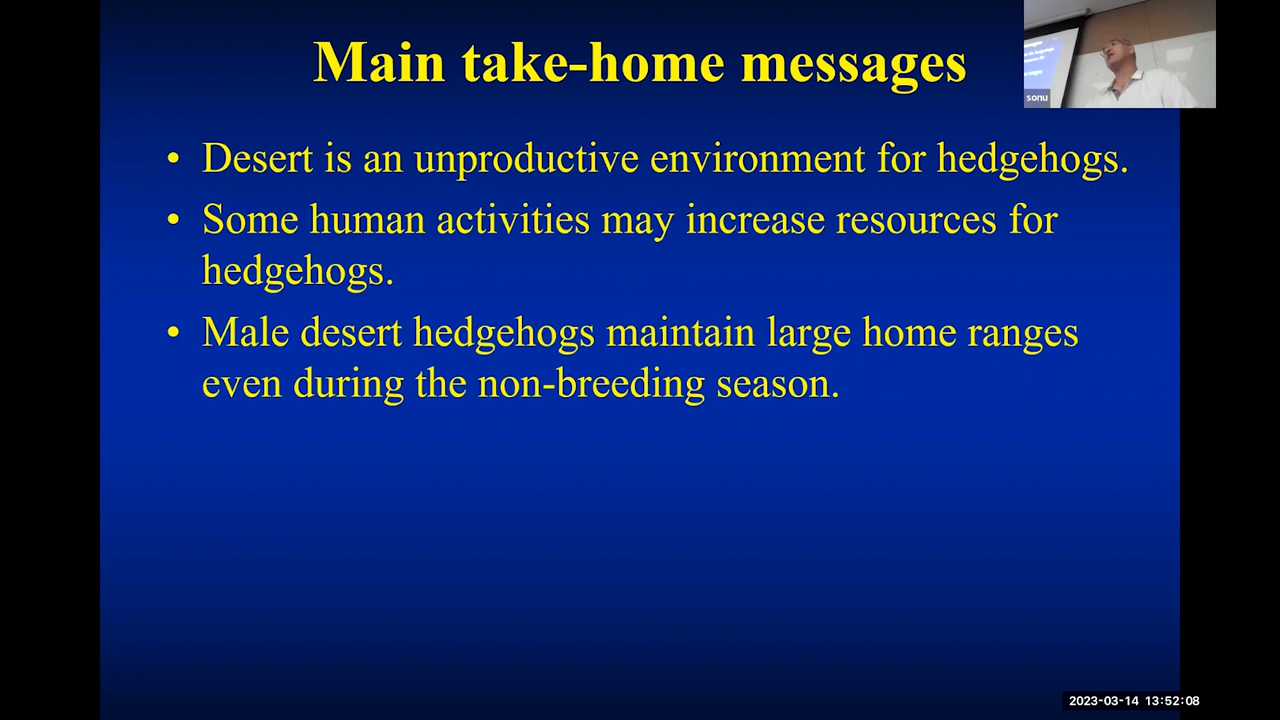 Main take-home messages
sonu
• Desert is an unproductive environment for hedgehogs.
• Some human activities may increase resources for
hedgehogs.
• Male desert hedgehogs maintain large home ranges
even during the non-breeding season.
2023-03-14 13:52:08